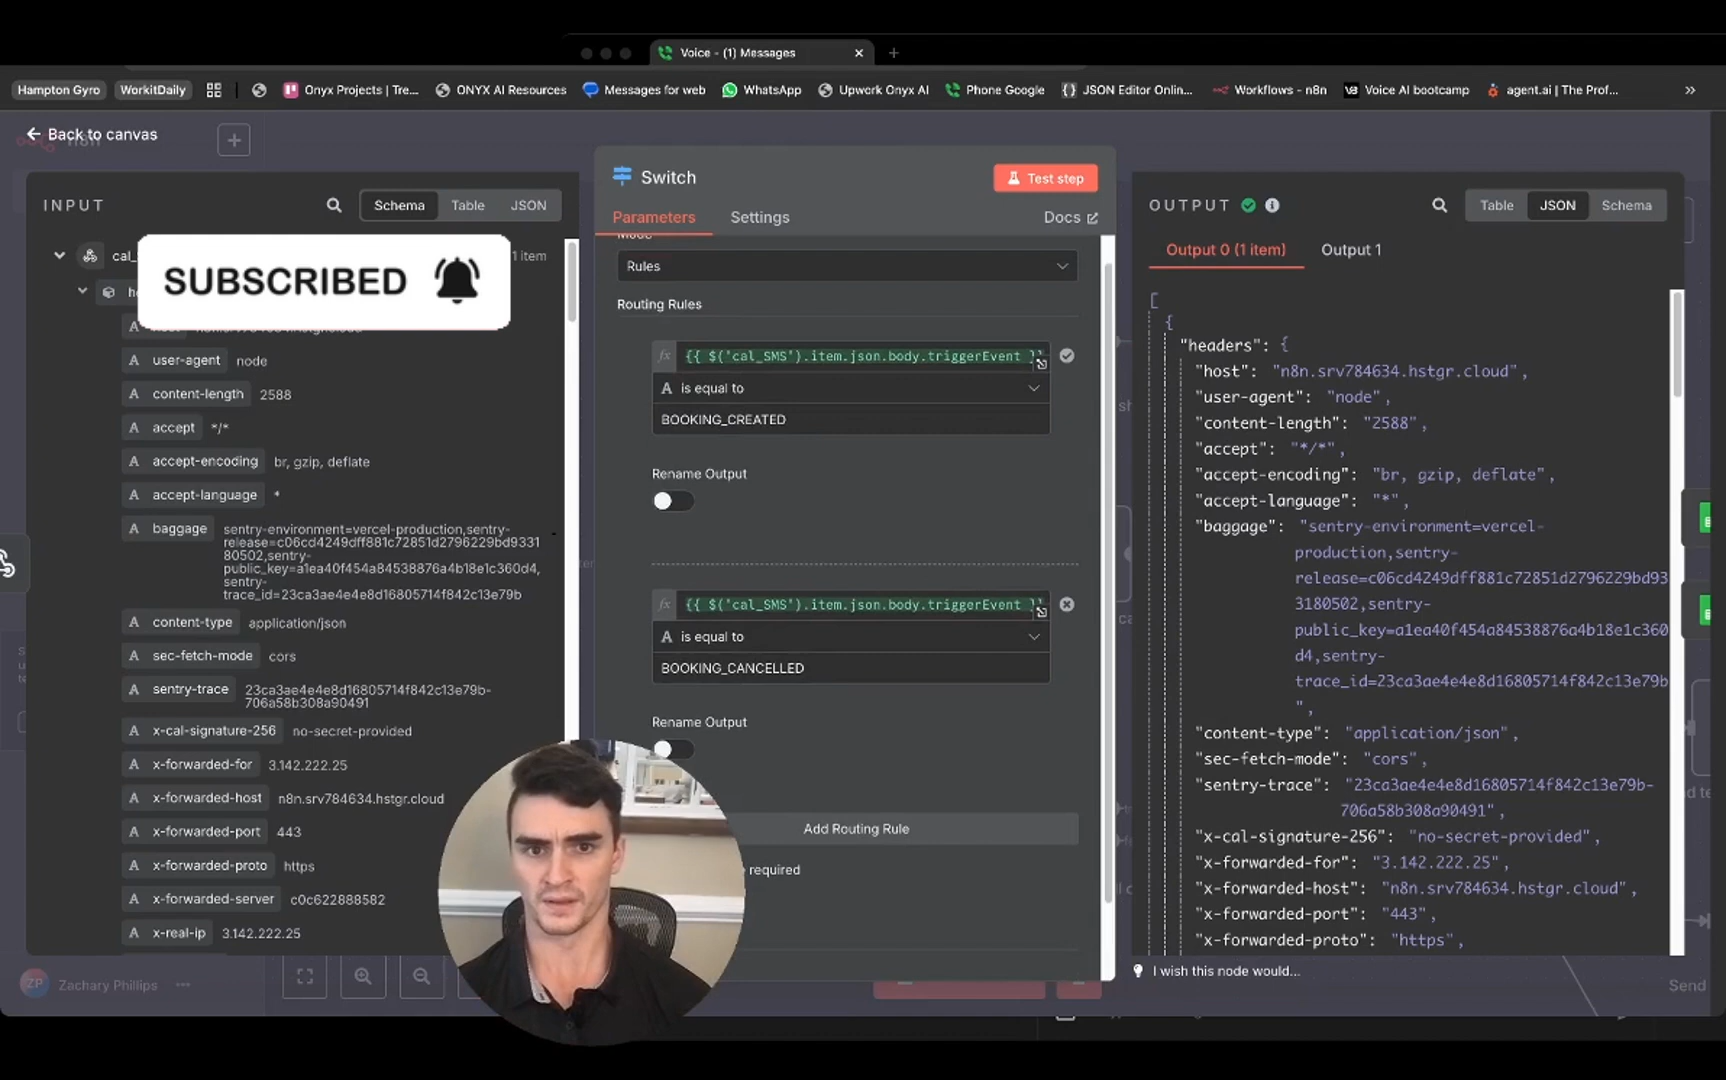 Voice - (1) Messages
Hampton Gyro
WorkitDaily
Onyx Projects | Tre...
ONYX AI Resources
Messages for web
WhatsApp
Upwork Onyx AI
Phone Google
JSON Editor Onlin...
Workflows - n8n
VB Voice AI bootcamp
agent.ai | The Prof...
Back to canvas
INPUT
Schema
Table
JSON
cal_
1 item
SUBSCRIBED
user-agent node
content-length 2588
accept */*
accept-encoding br, gzip, deflate
accept-language *
baggage sentry-environment=vercel-production,sentry-
release=c06cd4249dff881c72851d2796229bd933
180502,sentry-
public_key=a1ea40f454a84538876a4b18e1c360d4,
sentry-
trace_id=23ca3ae4e4e8d16805714f842c13e79b
content-type application/json
sec-fetch-mode cors
sentry-trace 23ca3ae4e4e8d16805714f842c13e79b-
706a58b308a90491
x-cal-signature-256 no-secret-provided
x-forwarded-for 3.142.222.25
x-forwarded-host n8n.srv784634.hstgr.cloud
x-forwarded-port 443
x-forwarded-proto https
x-forwarded-server c0c622888582
x-real-ip 3.142.222.25
ZP Zachary Phillips
Switch
Test step
Parameters
Settings
Docs
Mode
Rules
Routing Rules
fx {{ $('cal_SMS').item.json.body.triggerEvent }}
A is equal to
BOOKING_CREATED
Rename Output
fx {{ $('cal_SMS').item.json.body.triggerEvent }}
A is equal to
BOOKING_CANCELLED
Rename Output
Add Routing Rule
required
OUTPUT
Table
JSON
Schema
Output 0 (1 item)
Output 1
[
{
"headers": {
"host": "n8n.srv784634.hstgr.cloud",
"user-agent": "node",
"content-length": "2588",
"accept": "*/*",
"accept-encoding": "br, gzip, deflate",
"accept-language": "*",
"baggage": "sentry-environment=vercel-
production,sentry-
release=c06cd4249dff881c72851d2796229bd93
3180502,sentry-
public_key=a1ea40f454a84538876a4b18e1c360
d4,sentry-
trace_id=23ca3ae4e4e8d16805714f842c13e79b
",
"content-type": "application/json",
"sec-fetch-mode": "cors",
"sentry-trace": "23ca3ae4e4e8d16805714f842c13e79b-
706a58b308a90491",
"x-cal-signature-256": "no-secret-provided",
"x-forwarded-for": "3.142.222.25",
"x-forwarded-host": "n8n.srv784634.hstgr.cloud",
"x-forwarded-port": "443",
"x-forwarded-proto": "https",
I wish this node would...
Send